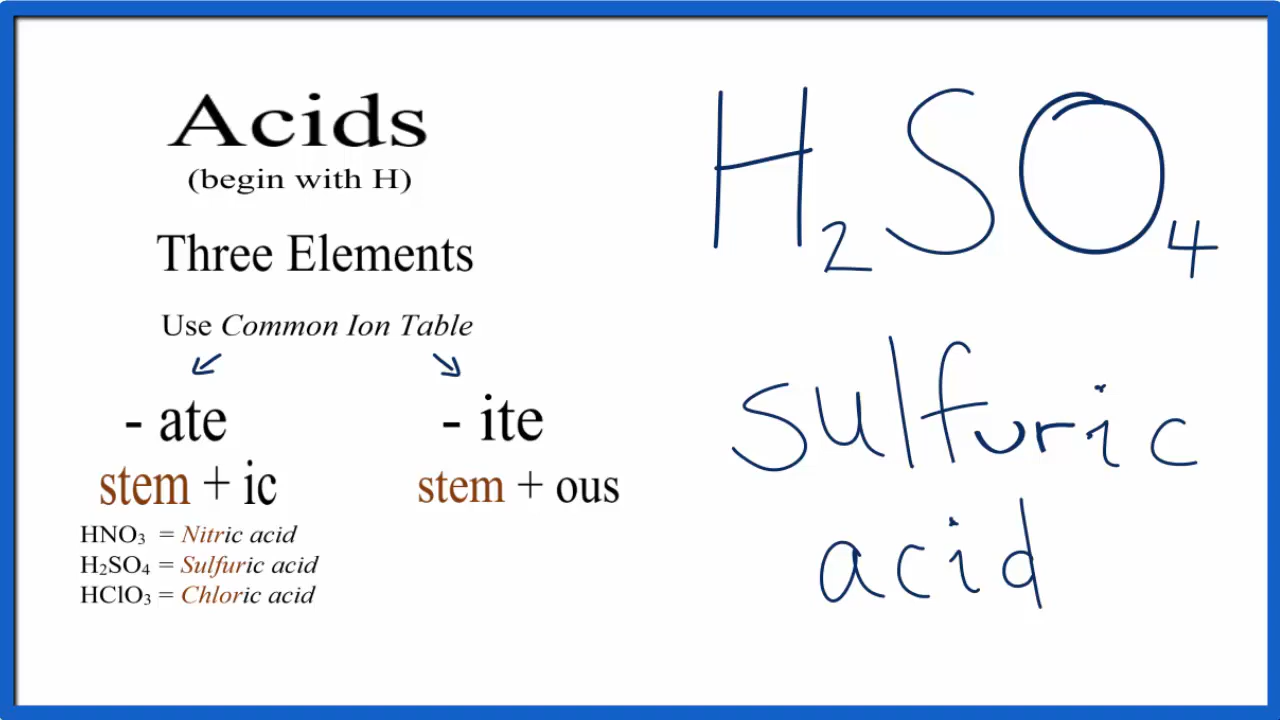 Acids
(begin with H)
Three Elements
Use Common Ion Table
- ate
stem + ic
HNO₃ = Nitric acid
H₂SO₄ = Sulfuric acid
HClO₃ = Chloric acid
- ite
stem + ous
H₂SO₄
sulfuric
acid